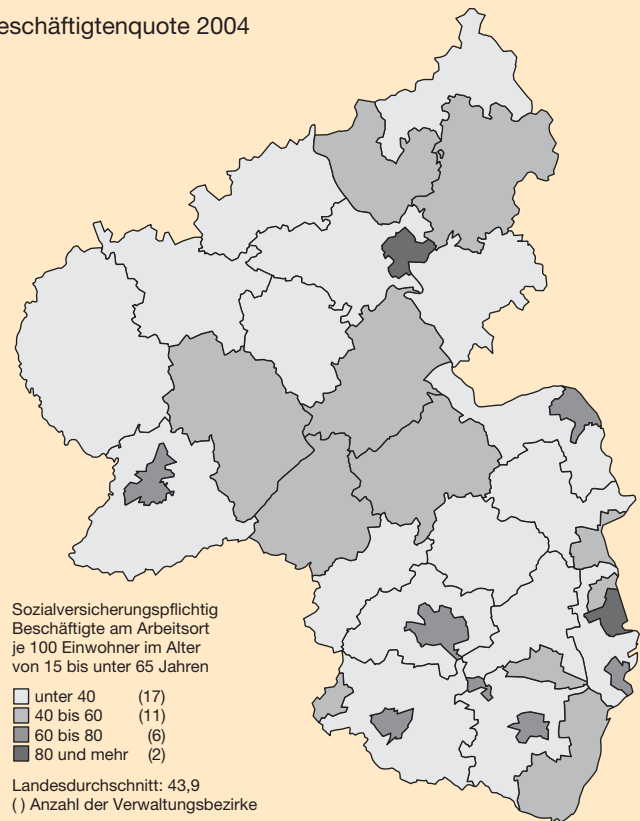 eschäftigtenquote 2004
Sozialversicherungspflichtig
Beschäftigte am Arbeitsort
je 100 Einwohner im Alter
von 15 bis unter 65 Jahren
unter 40 (17)
40 bis 60 (11)
60 bis 80 (6)
80 und mehr (2)
Landesdurchschnitt: 43,9
( ) Anzahl der Verwaltungsbezirke